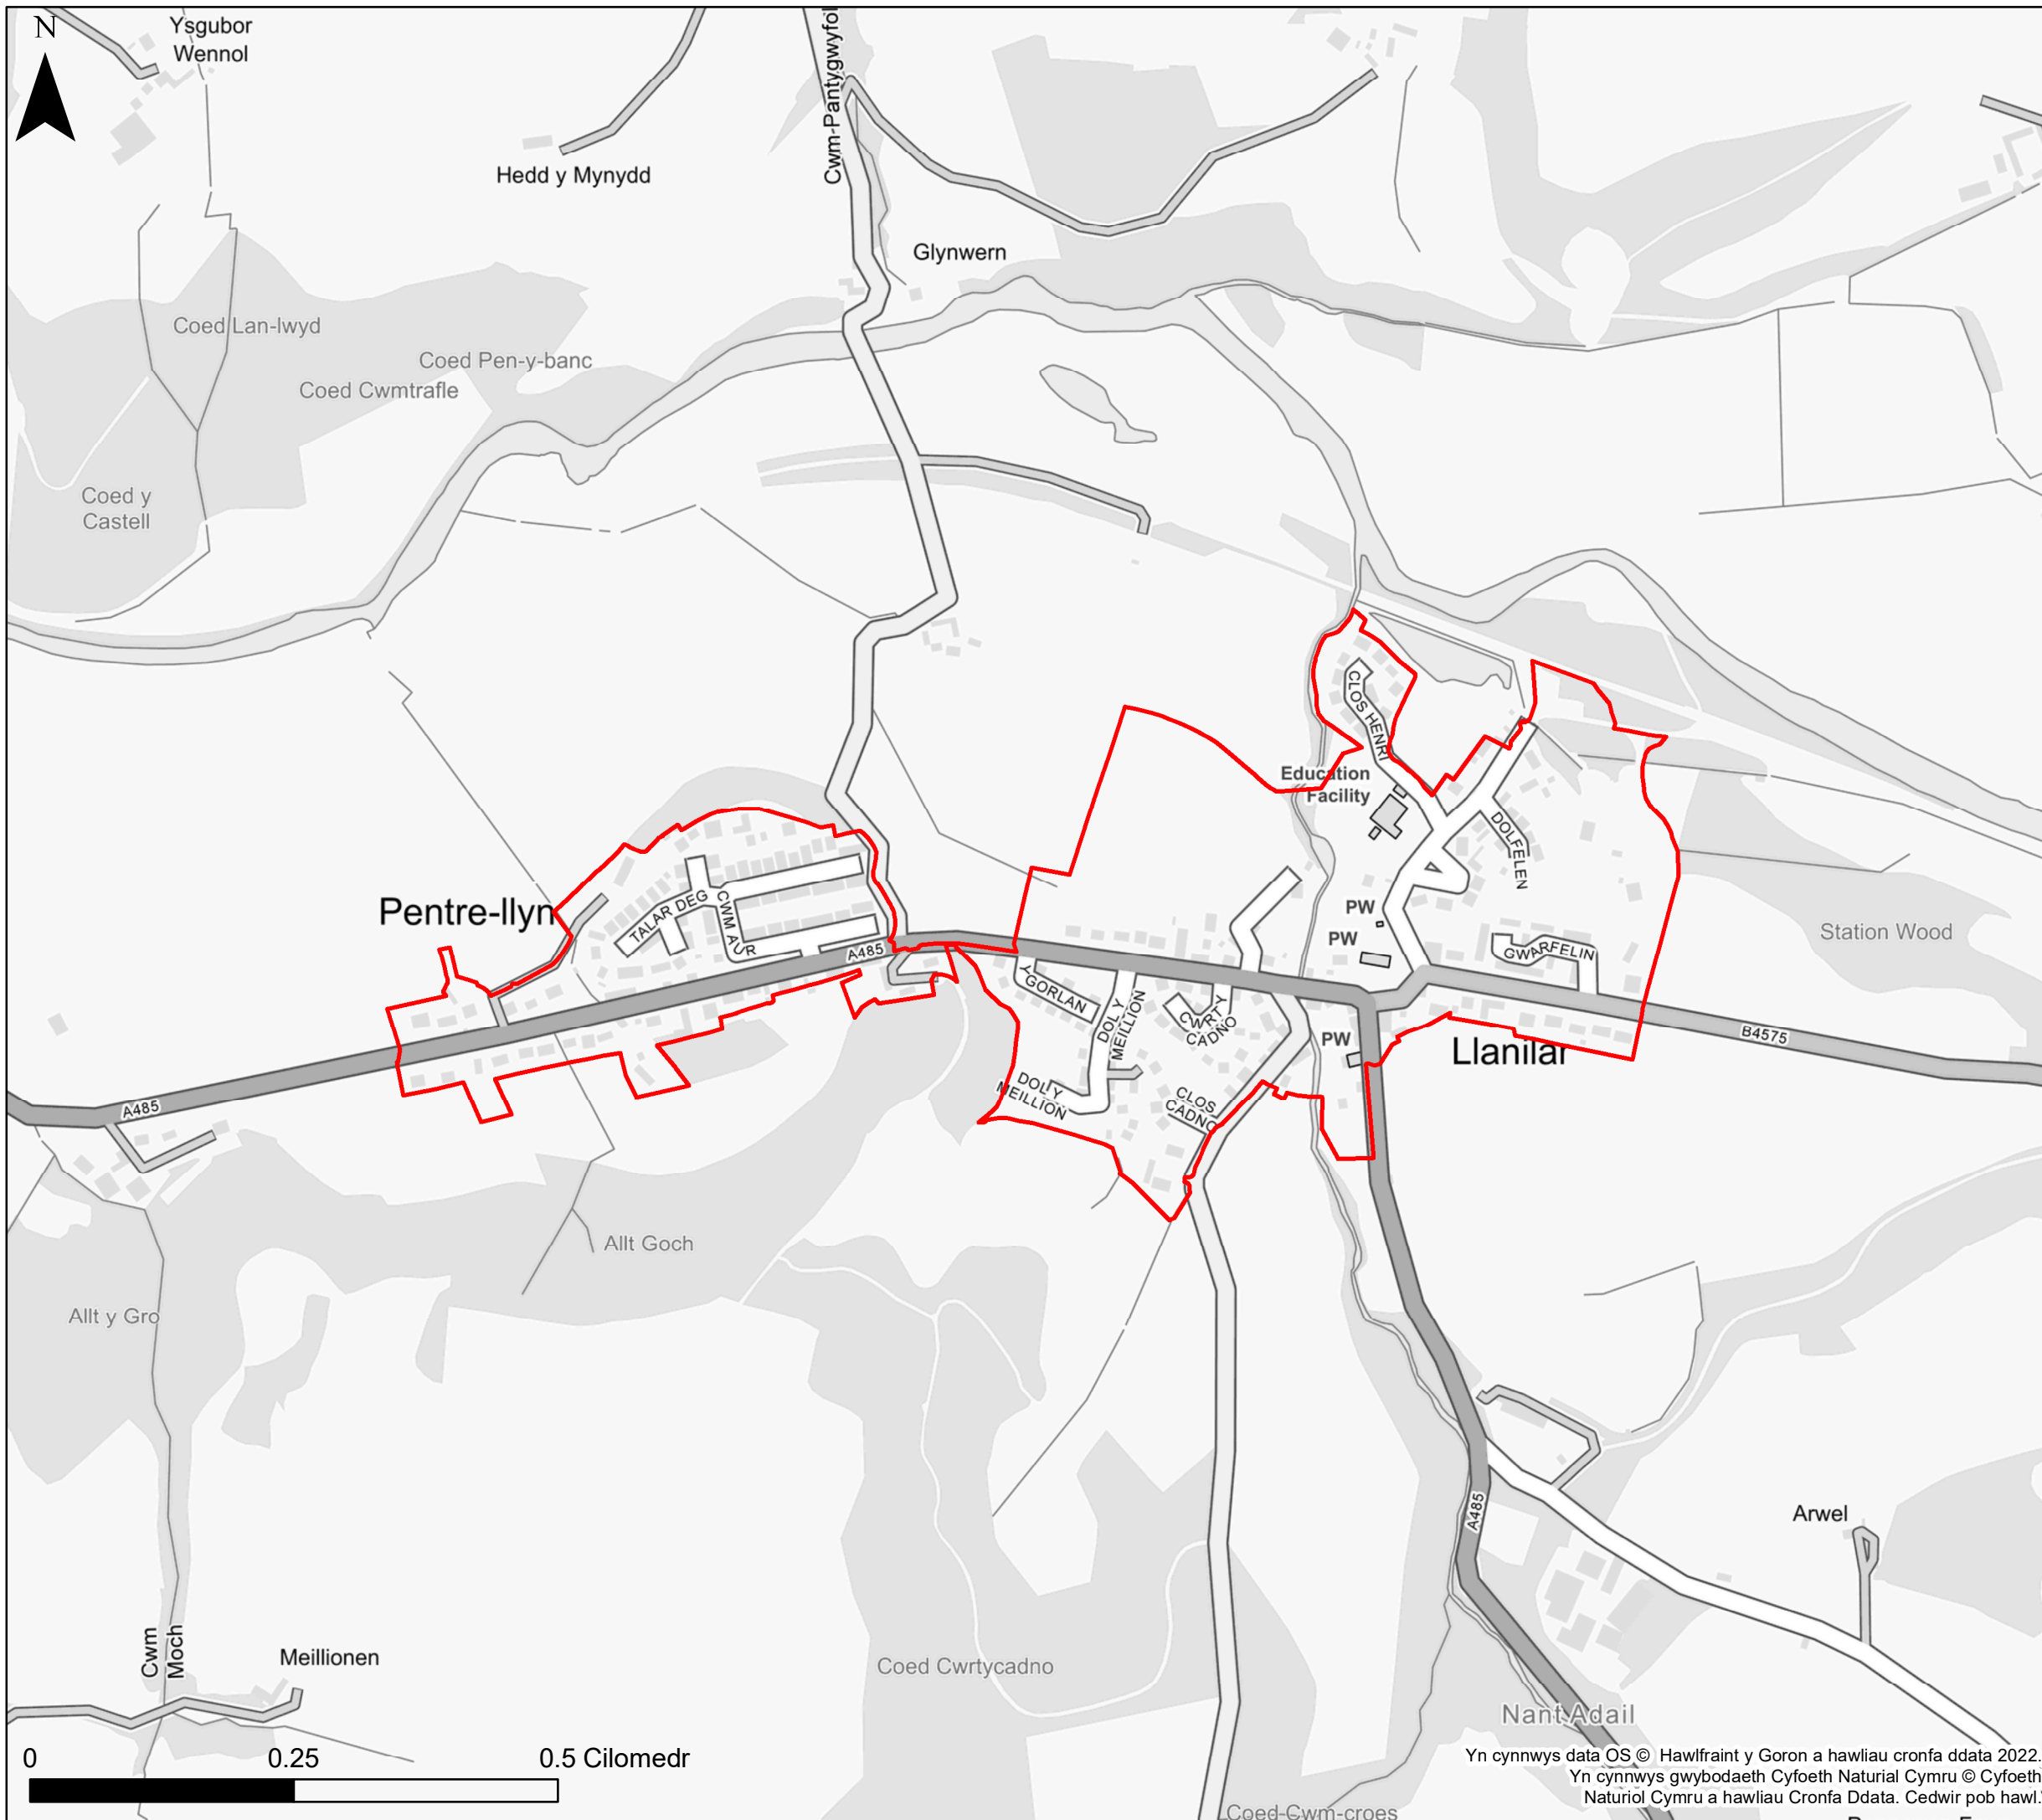 N
Ysgubor
Wennol
Hedd y Mynydd
Cwm-Pantygwyfol
Glynwern
Coed Lan-lwyd
Coed Pen-y-banc
Coed Cwmtrafle
Coed y
Castell
CLOS HENRI
Education
Facility
DOLFELEN
Pentre-llyn
TALAR DEG
CWM AUR
A485
PW
PW
GWARFELIN
Station Wood
Y GORLAN
DOL Y
MEILLION
CWRT Y
CADNO
PW
Llanilar
B4575
DOL Y
MEILLION
CLOS
CADNO
A485
Allt Goch
Allt y Gro
A485
Arwel
Cwm
Moch
Meillionen
Coed Cwrtycadno
Nant Adail
0 0.25 0.5 Cilomedr
Yn cynnwys data OS © Hawlfraint y Goron a hawliau cronfa ddata 2022.
Yn cynnwys gwybodaeth Cyfoeth Naturial Cymru © Cyfoeth
Naturiol Cymru a hawliau Cronfa Ddata. Cedwir pob hawl.
Coed Cwm-croes